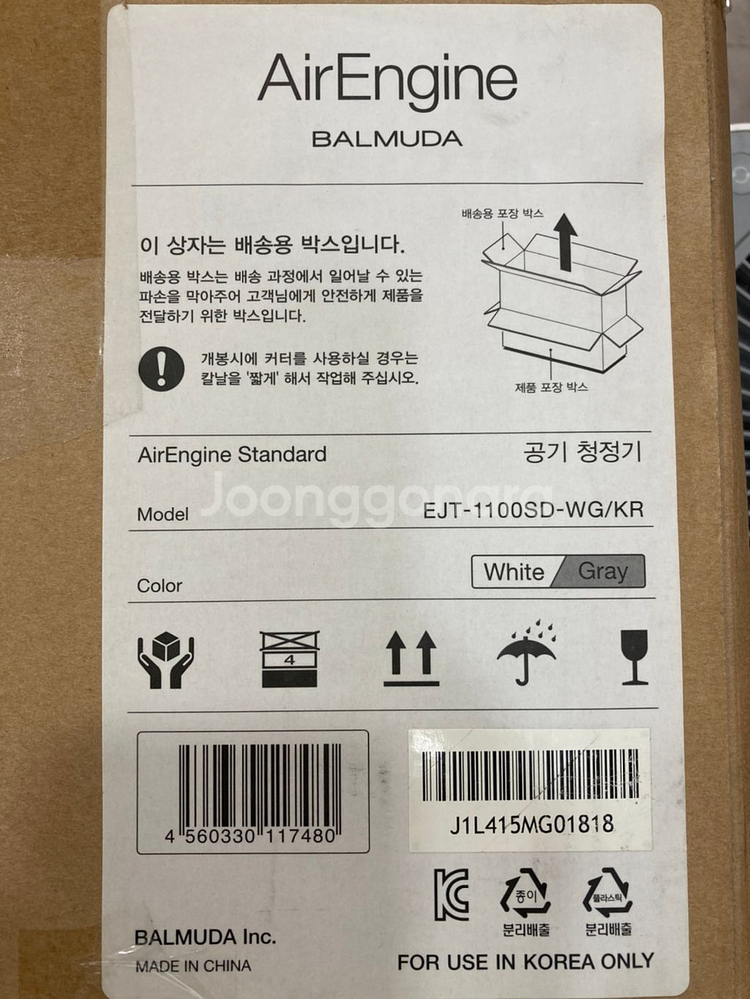 AirEngine
BALMUDA
배송용 포장 박스
이 상자는 배송용 박스입니다.
배송용 박스는 배송 과정에서 일어날 수 있는
파손을 막아주어 고객님에게 안전하게 제품을
전달하기 위한 박스입니다.
개봉시에 커터를 사용하실 경우는
칼날을 '짧게' 해서 작업해 주십시오.
제품 포장 박스
AirEngine Standard 공기 청정기
Joonggonara
Model EJT-1100SD-WG/KR
Color White Gray
4
4 560330 117480
J1L415MG01818
종이 플라스틱
분리배출 분리배출
BALMUDA Inc.
MADE IN CHINA FOR USE IN KOREA ONLY